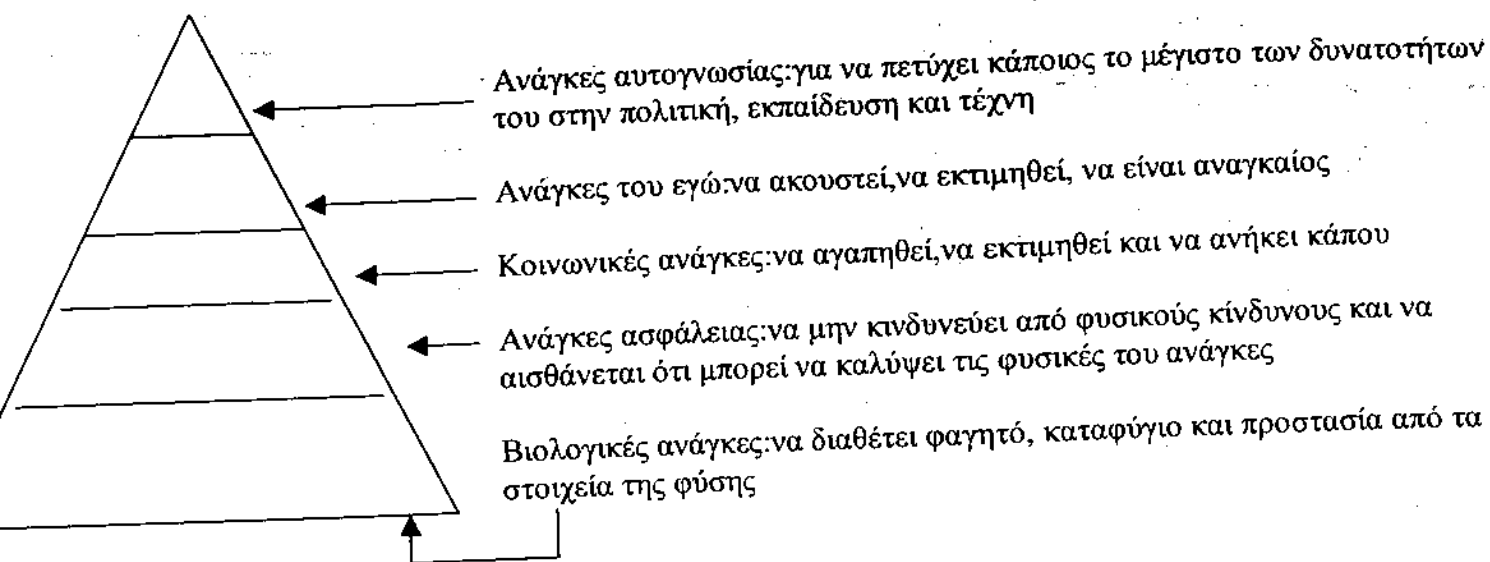 Ανάγκες αυτογνωσίας:για να πετύχει κάποιος το μέγιστο των δυνατοτήτων
του στην πολιτική, εκπαίδευση και τέχνη
Ανάγκες του εγώ:να ακουστεί,να εκτιμηθεί, να είναι αναγκαίος
Κοινωνικές ανάγκες:να αγαπηθεί,να εκτιμηθεί και να ανήκει κάπου
Ανάγκες ασφάλειας:να μην κινδυνεύει από φυσικούς κίνδυνους και να
αισθάνεται ότι μπορεί να καλύψει τις φυσικές του ανάγκες
Βιολογικές ανάγκες:να διαθέτει φαγητό, καταφύγιο και προστασία από τα
στοιχεία της φύσης